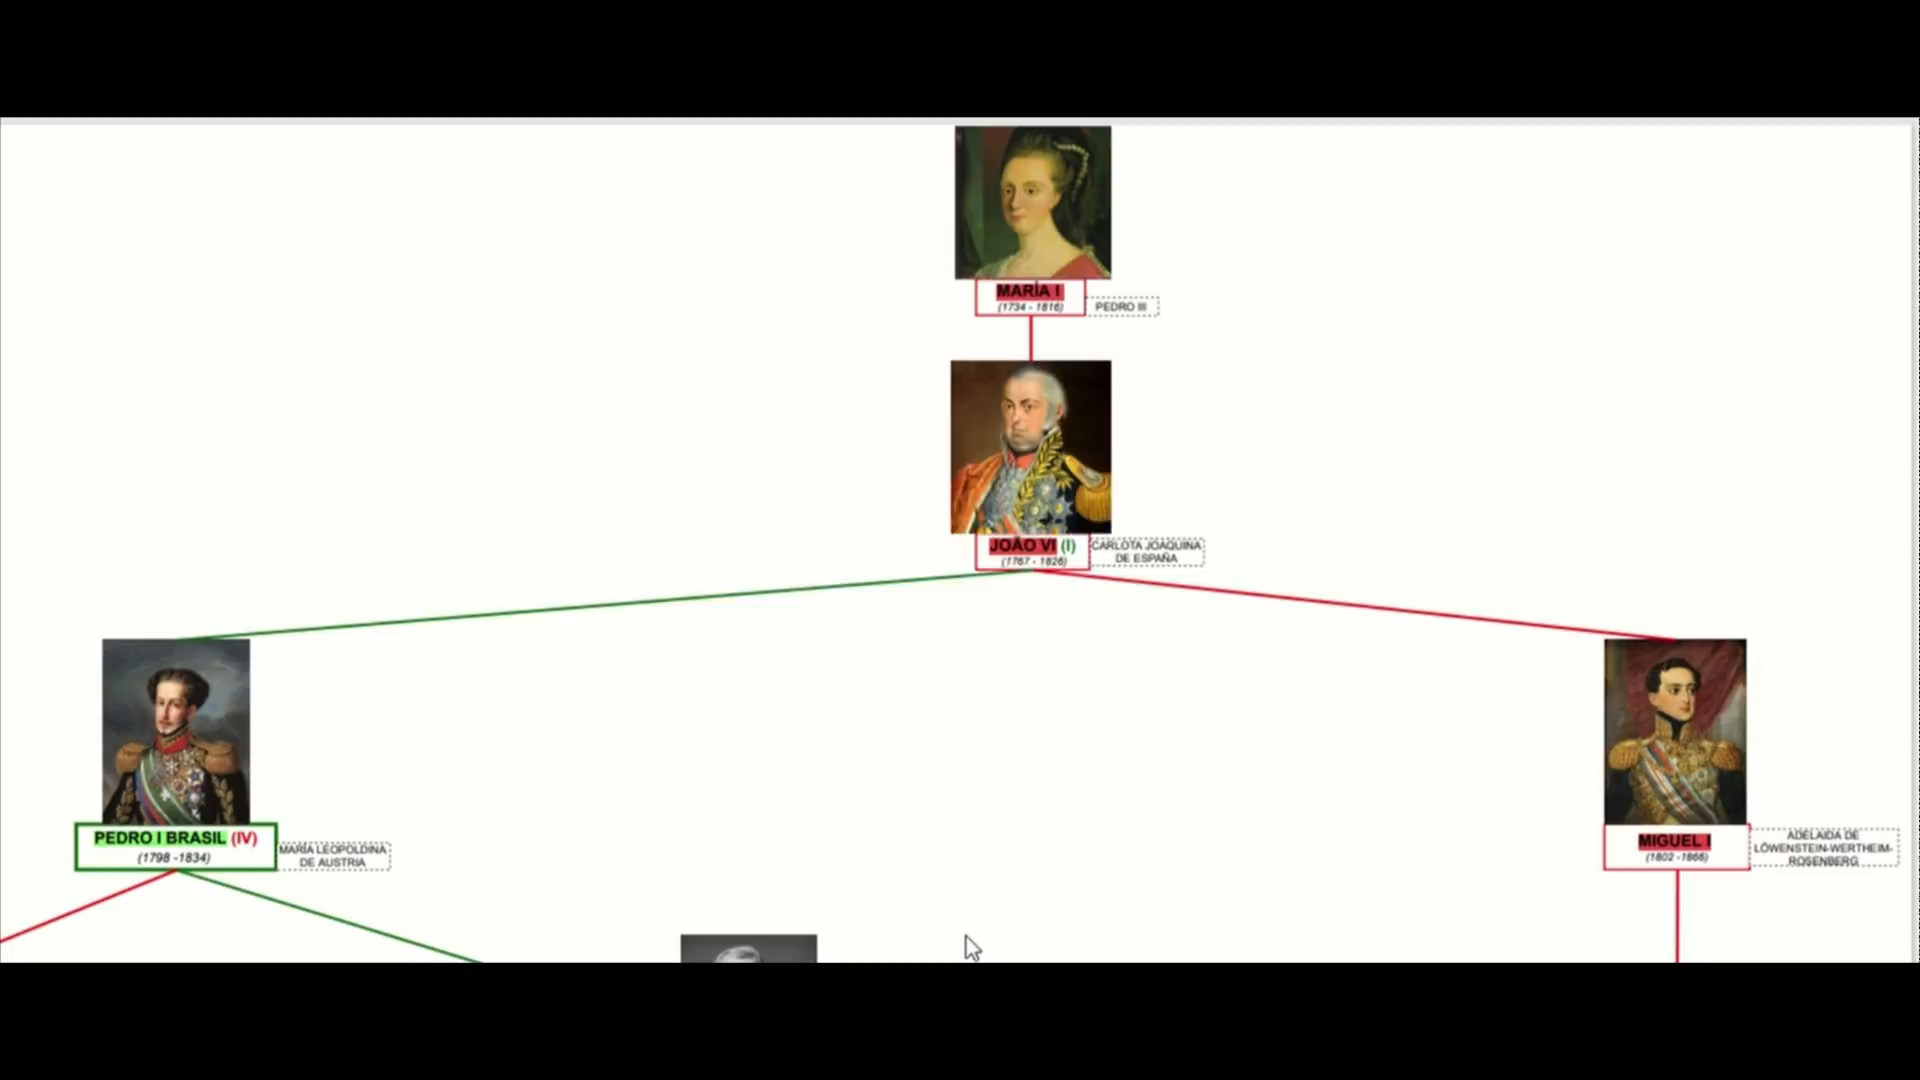 MARÍA I
(1734 - 1816)
PEDRO III
JOÃO VI (I)
(1767 - 1826)
CARLOTA JOAQUINA
DE ESPAÑA
PEDRO I BRASIL (IV)
(1798 -1834)
MARÍA LEOPOLDINA
DE AUSTRIA
MIGUEL I
(1802 -1866)
ADELAIDA DE
LÖWENSTEIN-WERTHEIM-
ROSENBERG